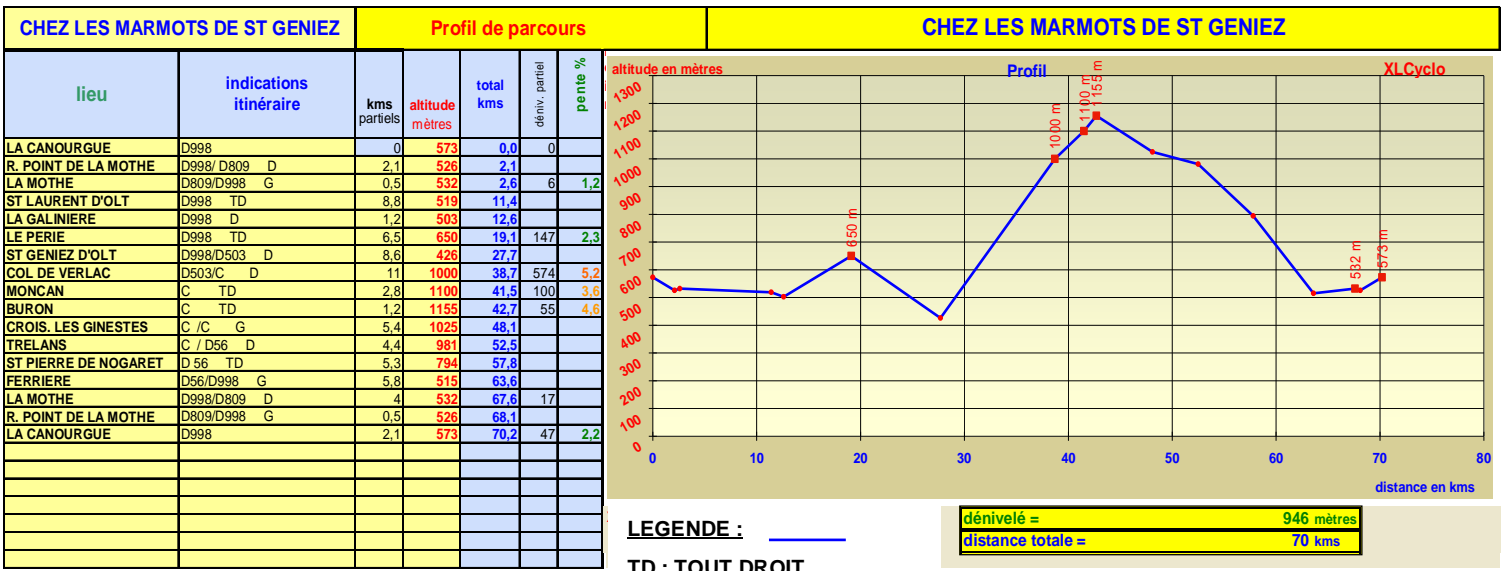 CHEZ LES MARMOTS DE ST GENIEZ Profil de parcours CHEZ LES MARMOTS DE ST GENIEZ
lieu indications itinéraire kms partiels altitude mètres total kms déniv. partiel pente %
LA CANOURGUE D998 0 573 0,0 0
R. POINT DE LA MOTHE D998/ D809 D 2,1 526 2,1
LA MOTHE D809/D998 G 0,5 532 2,6 6 1,2
ST LAURENT D'OLT D998 TD 8,8 519 11,4
LA GALINIERE D998 D 1,2 503 12,6
LE PERIE D998 TD 6,5 650 19,1 147 2,3
ST GENIEZ D'OLT D998/D503 D 8,6 426 27,7
COL DE VERLAC D503/C D 11 1000 38,7 574 5,2
MONCAN C TD 2,8 1100 41,5 100 3,6
BURON C TD 1,2 1155 42,7 55 4,6
CROIS. LES GINESTES C /C G 5,4 1025 48,1
TRELANS C / D56 D 4,4 981 52,5
ST PIERRE DE NOGARET D 56 TD 5,3 794 57,8
FERRIERE D56/D998 G 5,8 515 63,6
LA MOTHE D998/D809 D 4 532 67,6 17
R. POINT DE LA MOTHE D809/D998 G 0,5 526 68,1
LA CANOURGUE D998 2,1 573 70,2 47 2,2
altitude en mètres Profil XLCyclo
1300
1200
1100
1000
900
800
700
600
500
400
300
200
100
0
650 m
1000 m
1100 m
1155 m
532 m
573 m
0 10 20 30 40 50 60 70 80
distance en kms
LEGENDE :
TD : TOUT DROIT
dénivelé = 946 mètres
distance totale = 70 kms